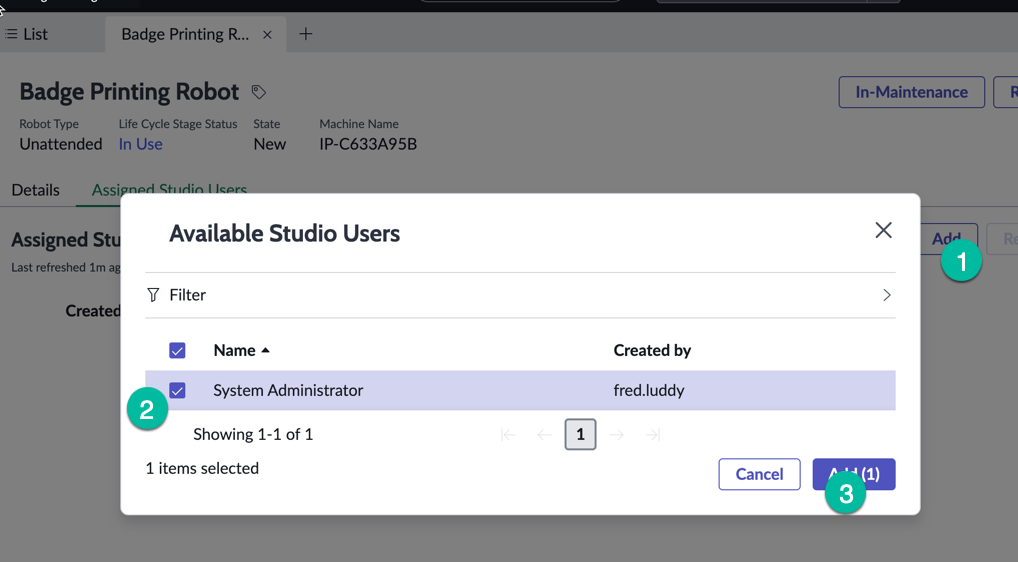 List
Badge Printing R...
Badge Printing Robot
In-Maintenance
Robot Type Life Cycle Stage Status State Machine Name
Unattended In Use New IP-C633A95B
Details Assigned Studio Users
Assigned Stu
Add
Last refreshed 1m ag
1
Created
Available Studio Users
Filter
Name Created by
System Administrator fred.luddy
2
Showing 1-1 of 1
1
1 items selected
Cancel
Add (1)
3